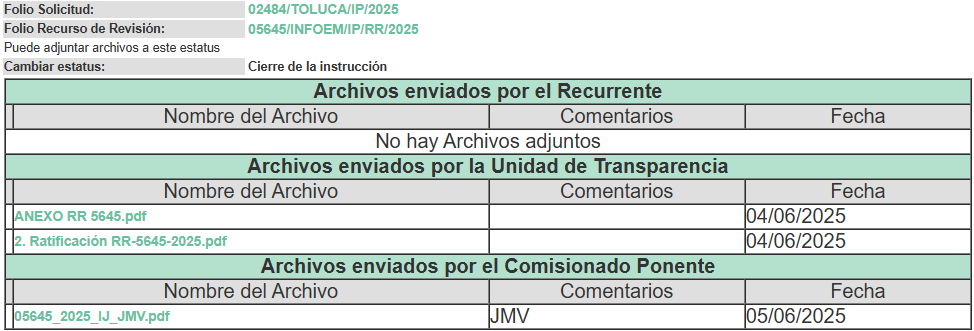 Folio Solicitud: 02484/TOLUCA/IP/2025
Folio Recurso de Revisión: 05645/INFOEM/IP/RR/2025
Puede adjuntar archivos a este estatus
Cambiar estatus: Cierre de la instrucción
Archivos enviados por el Recurrente
Nombre del Archivo Comentarios Fecha
No hay Archivos adjuntos
Archivos enviados por la Unidad de Transparencia
Nombre del Archivo Comentarios Fecha
ANEXO RR 5645.pdf 04/06/2025
2. Ratificación RR-5645-2025.pdf 04/06/2025
Archivos enviados por el Comisionado Ponente
Nombre del Archivo Comentarios Fecha
05645_2025_IJ_JMV.pdf JMV 05/06/2025